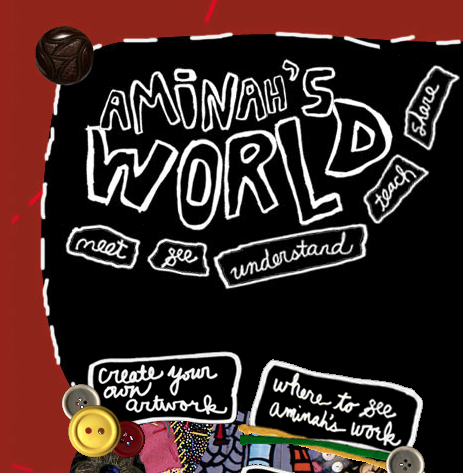 AMiNAH'S
WORLD
share
teach
meet
see
understand
create your
own
artwork
where to see
aminah's work